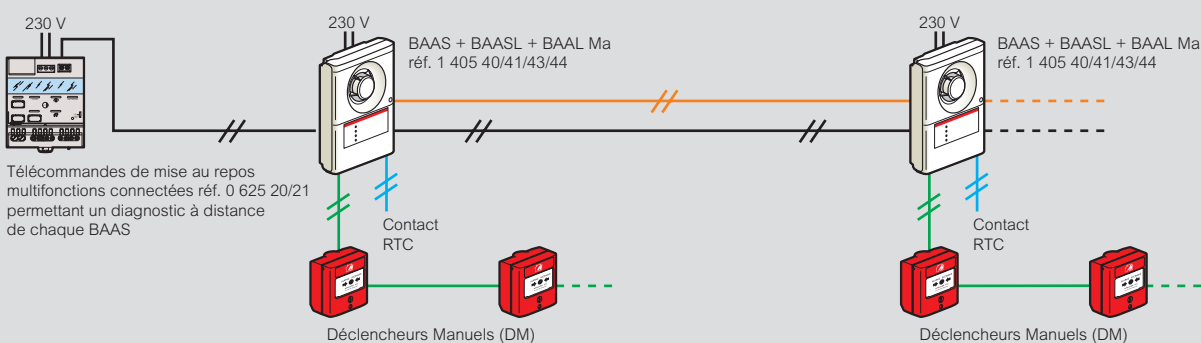 230 V
230 V
BAAS + BAASL + BAAL Ma
réf. 1 405 40/41/43/44
230 V
BAAS + BAASL + BAAL Ma
réf. 1 405 40/41/43/44
Télécommandes de mise au repos
multifonctions connectées réf. 0 625 20/21
permettant un diagnostic à distance
de chaque BAAS
Contact
RTC
Contact
RTC
Déclencheurs Manuels (DM)
Déclencheurs Manuels (DM)